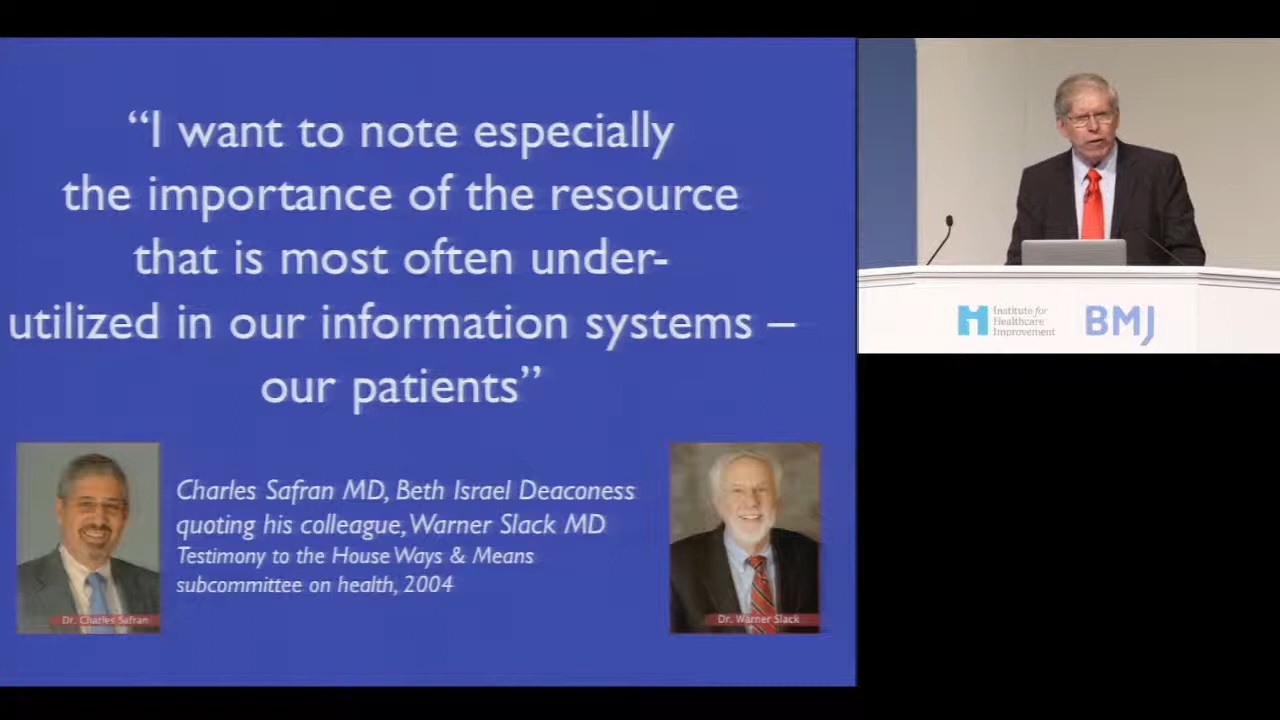 “I want to note especially
the importance of the resource
that is most often under-
utilized in our information systems –
our patients”
Charles Safran MD, Beth Israel Deaconess
quoting his colleague, Warner Slack MD
Testimony to the House Ways & Means
subcommittee on health, 2004
Dr. Charles Safran
Dr. Warner Slack
Institute for
Healthcare
Improvement
BMJ